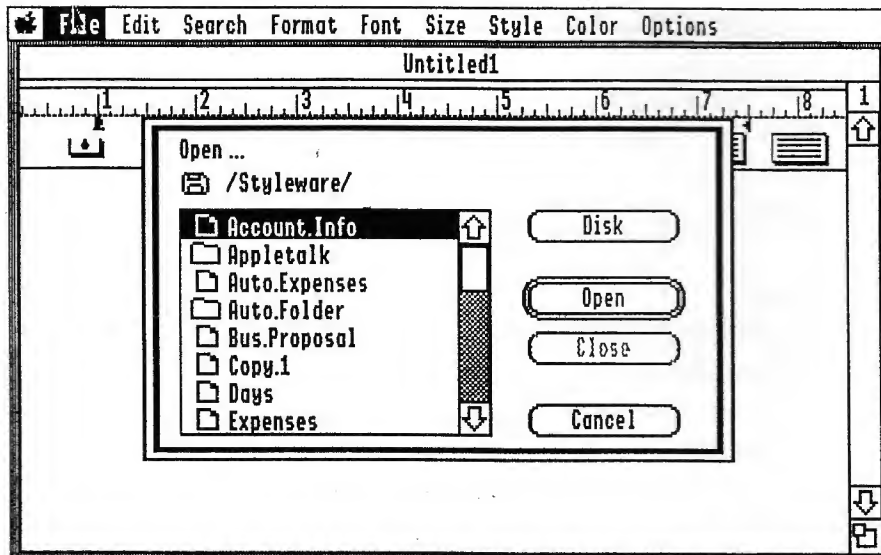 File Edit Search Format Font Size Style Color Options
Untitled1
1 2 3 4 5 6 7 8 1
Open ...
/Styleware/
Account.Info
Appletalk
Auto.Expenses
Auto.Folder
Bus.Proposal
Copy.1
Days
Expenses
Disk
Open
Close
Cancel